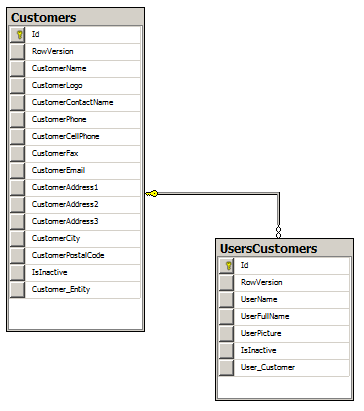 Customers
Id
RowVersion
CustomerName
CustomerLogo
CustomerContactName
CustomerPhone
CustomerCellPhone
CustomerFax
CustomerEmail
CustomerAddress1
CustomerAddress2
CustomerAddress3
CustomerCity
CustomerPostalCode
IsInactive
Customer_Entity
UsersCustomers
Id
RowVersion
UserName
UserFullName
UserPicture
IsInactive
User_Customer